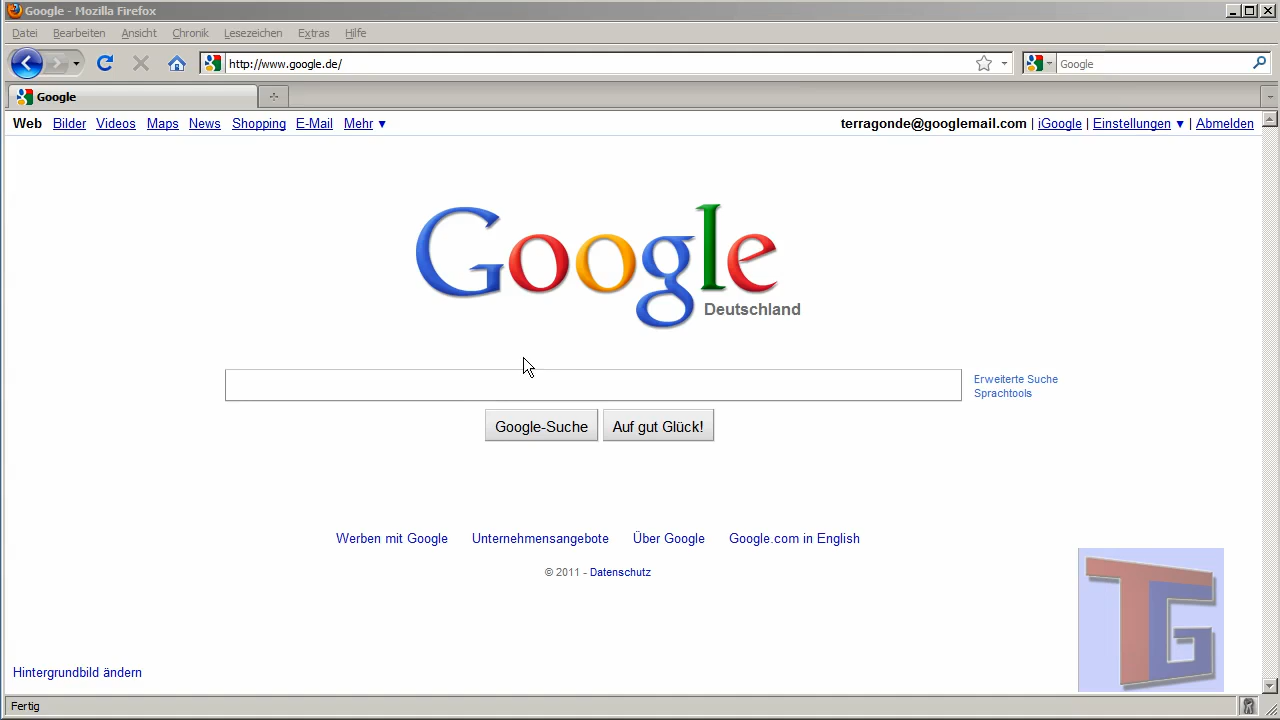 Google - Mozilla Firefox
Datei Bearbeiten Ansicht Chronik Lesezeichen Extras Hilfe
http://www.google.de/ Google
Google
Web Bilder Videos Maps News Shopping E-Mail Mehr ▼ terragonde@googlemail.com | iGoogle | Einstellungen ▼ | Abmelden
Google
Deutschland
Erweiterte Suche
Sprachtools
Google-Suche Auf gut Glück!
Werben mit Google Unternehmensangebote Über Google Google.com in English
© 2011 - Datenschutz
TG
Hintergrundbild ändern
Fertig